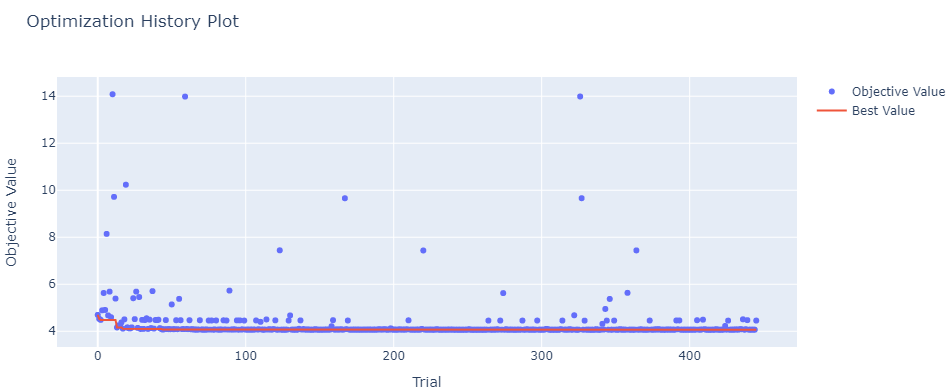 Optimization History Plot
Objective Value
14
12
10
8
6
4
0
100
200
300
400
Trial
Objective Value
Best Value